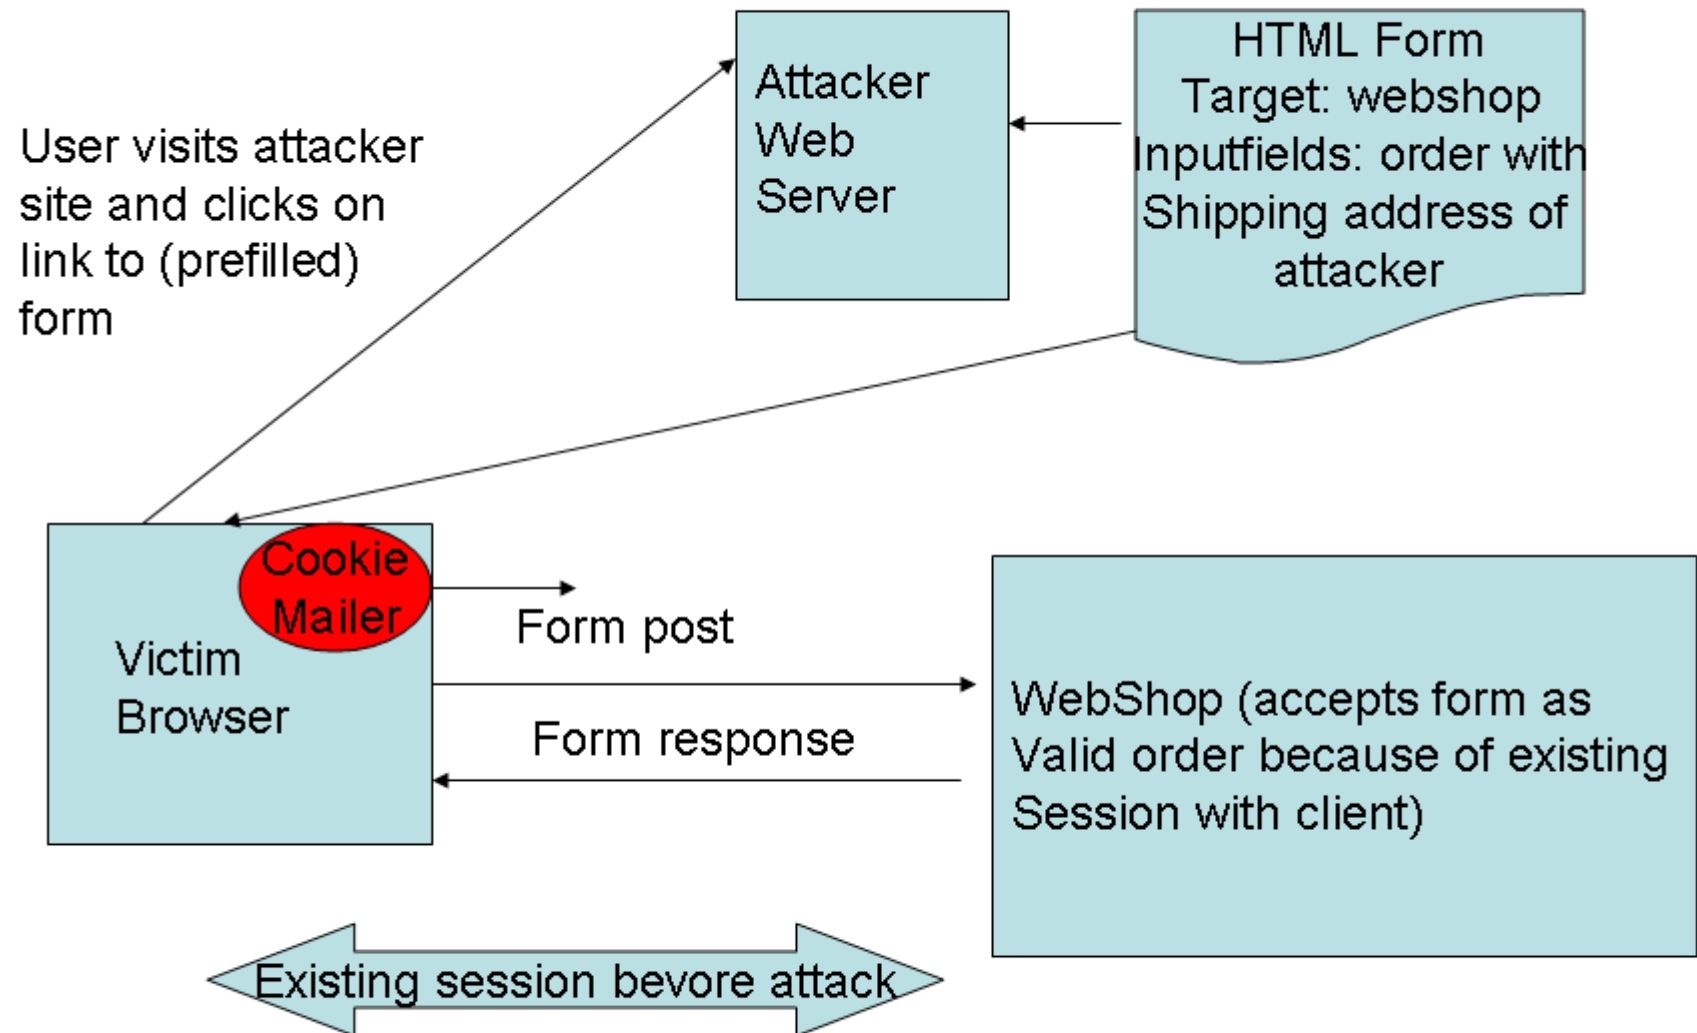 User visits attacker
site and clicks on
link to (prefilled)
form
Attacker
Web
Server
HTML Form
Target: webshop
Inputfields: order with
Shipping address of
attacker
Cookie
Mailer
Victim
Browser
Form post
Form response
WebShop (accepts form as
Valid order because of existing
Session with client)
Existing session bevore attack